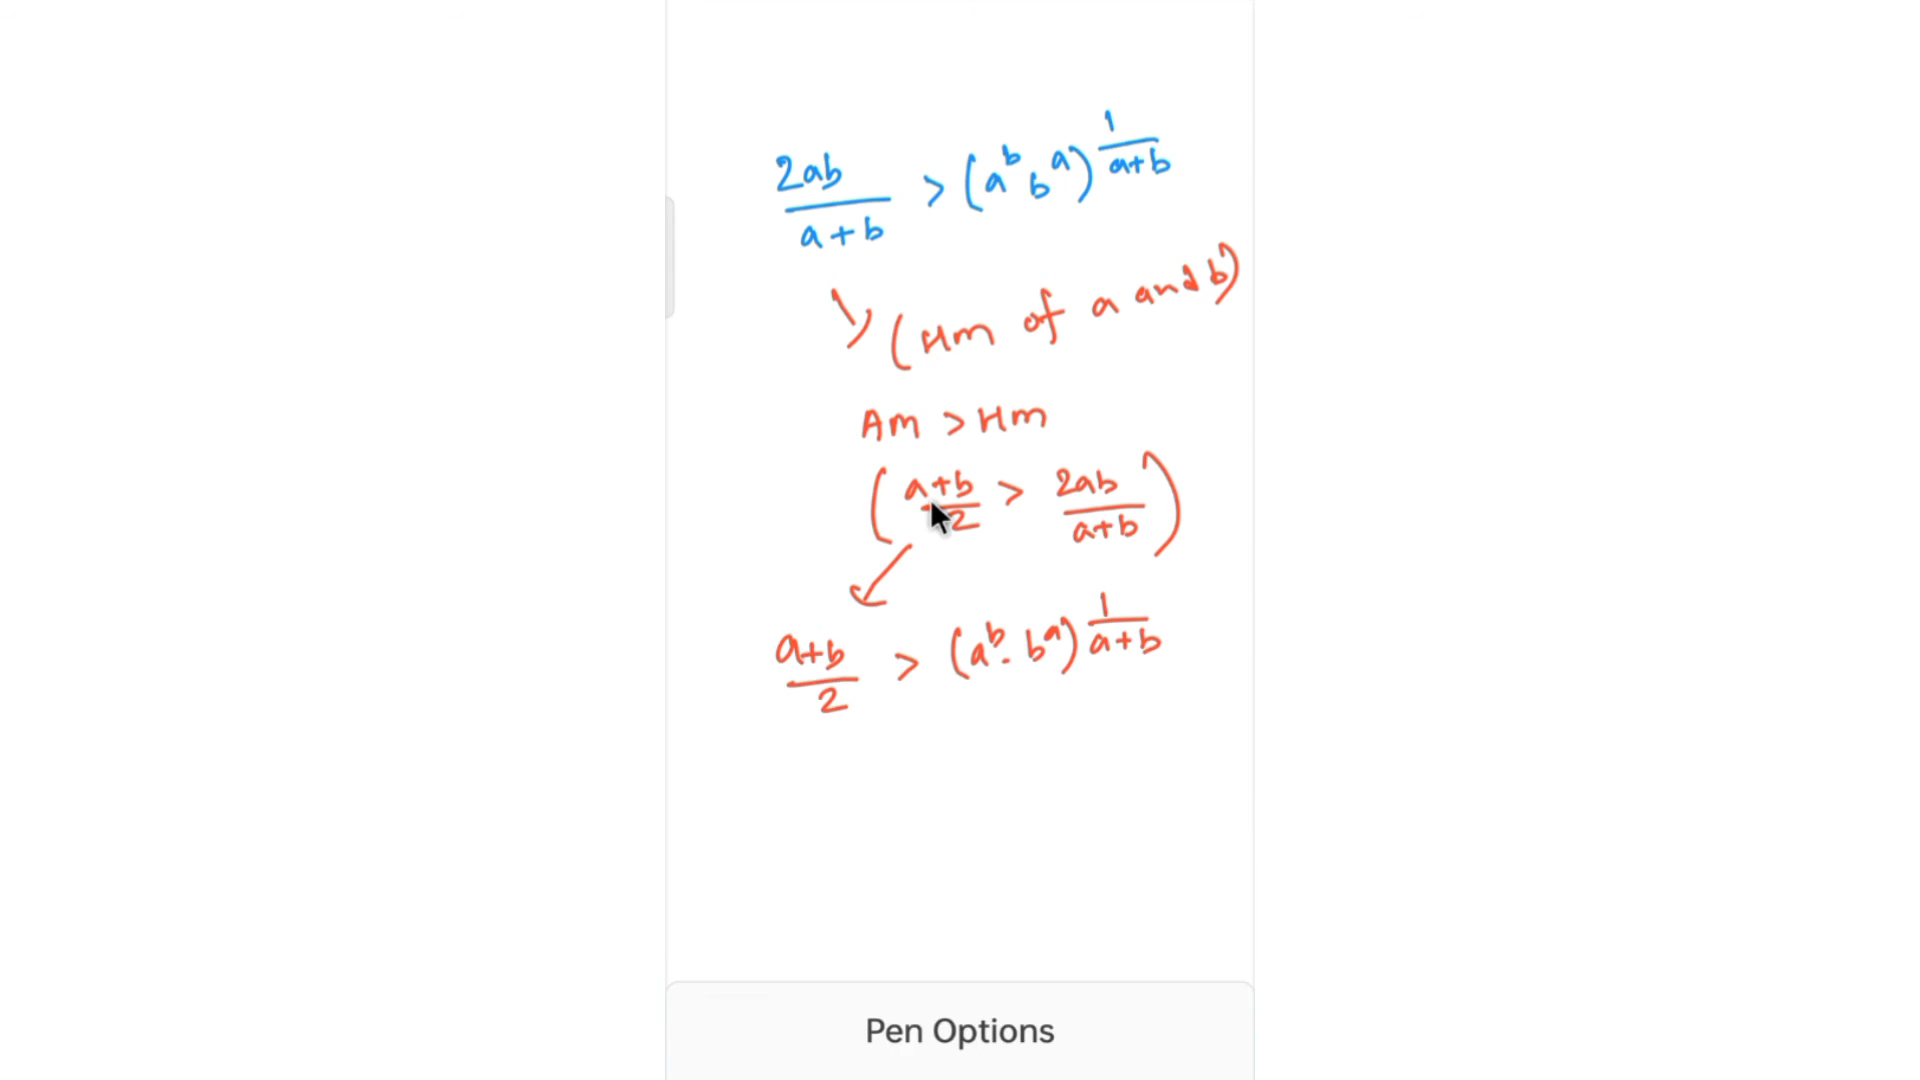 2ab/(a+b) > (a^b b^a)^(1/(a+b))
(Hm of a and b)
Am > Hm
((a+b)/2 > 2ab/(a+b))
(a+b)/2 > (a^b . b^a)^(1/(a+b))
Pen Options